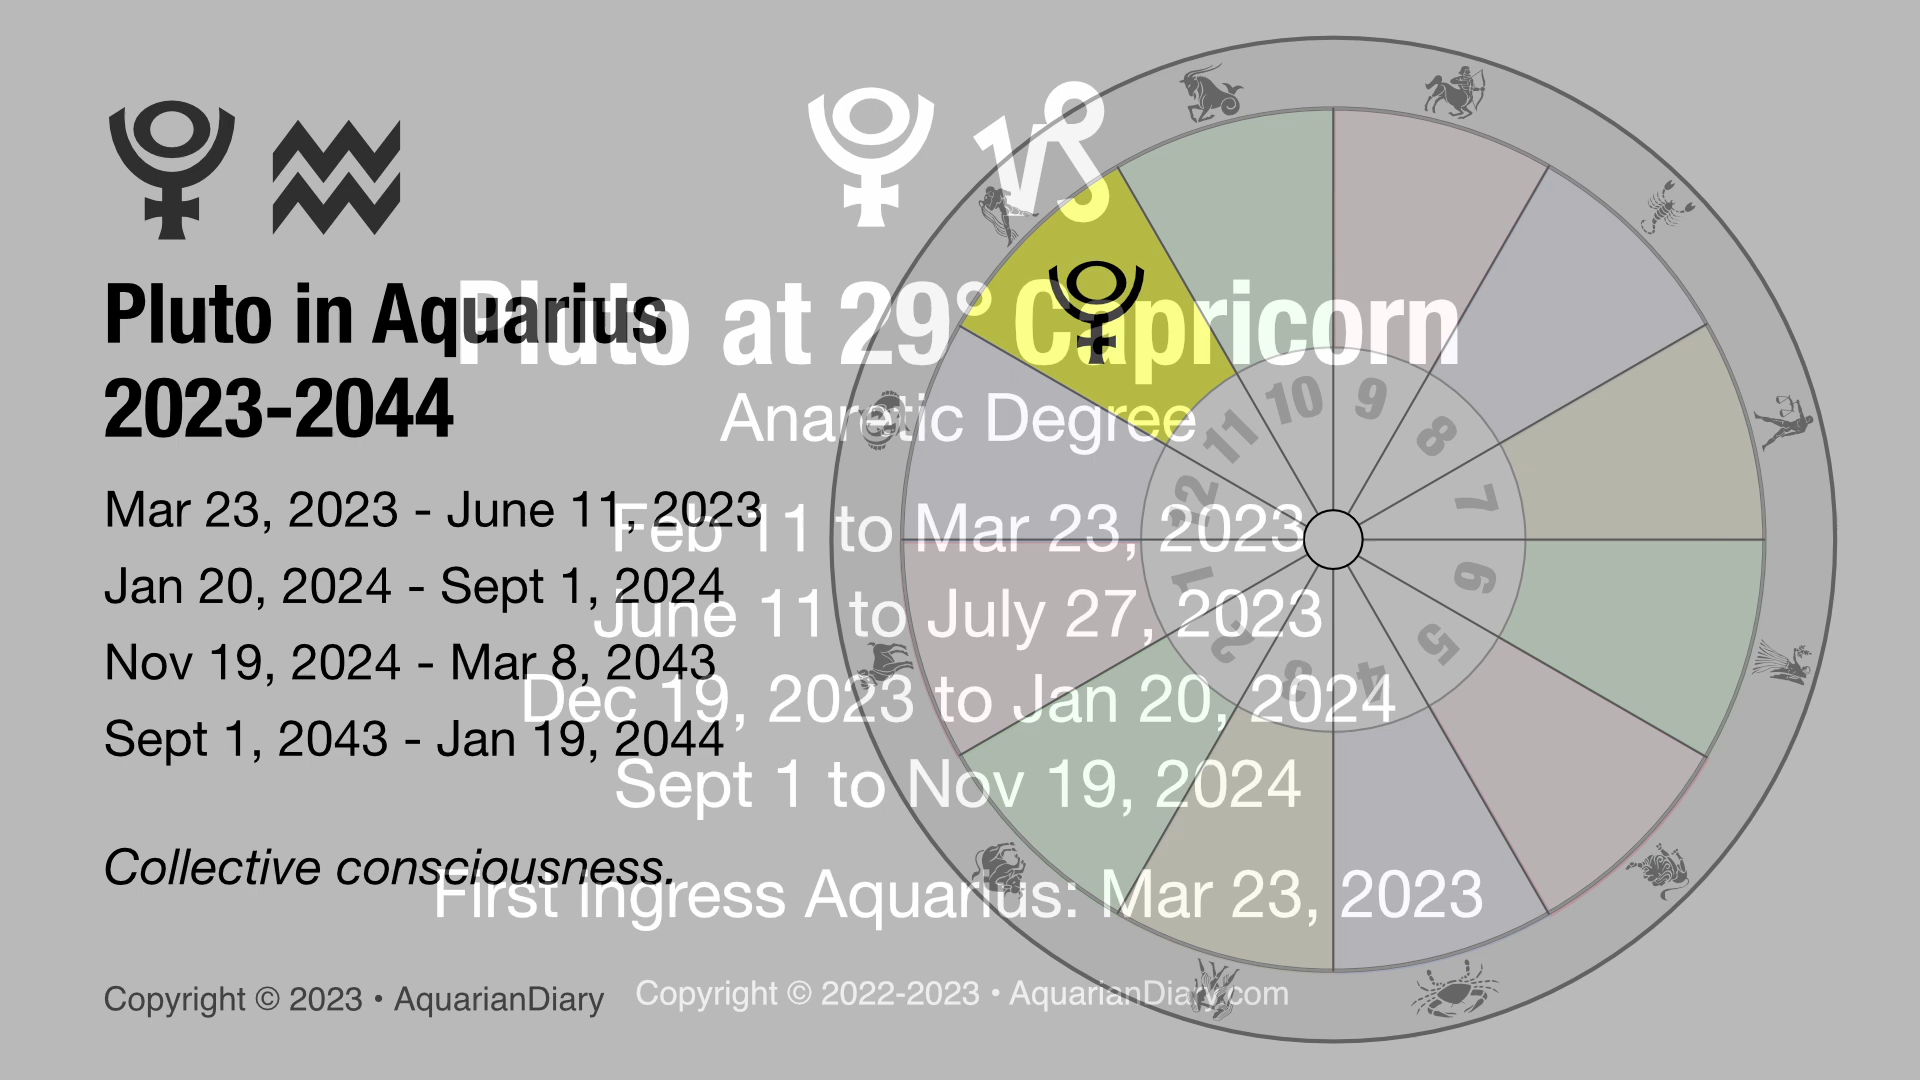 Pluto in Aquarius
2023-2044
Mar 23, 2023 - June 11, 2023
Jan 20, 2024 - Sept 1, 2024
Nov 19, 2024 - Mar 8, 2043
Sept 1, 2043 - Jan 19, 2044
Collective consciousness.
Copyright © 2023 • AquarianDiary
Pluto at 29° Capricorn
Anaretic Degree
Feb 11 to Mar 23, 2023
June 11 to July 27, 2023
Dec 19, 2023 to Jan 20, 2024
Sept 1 to Nov 19, 2024
First ingress Aquarius: Mar 23, 2023
Copyright © 2022-2023 • AquarianDiary.com
1
2
3
4
5
6
7
8
9
10
11
12